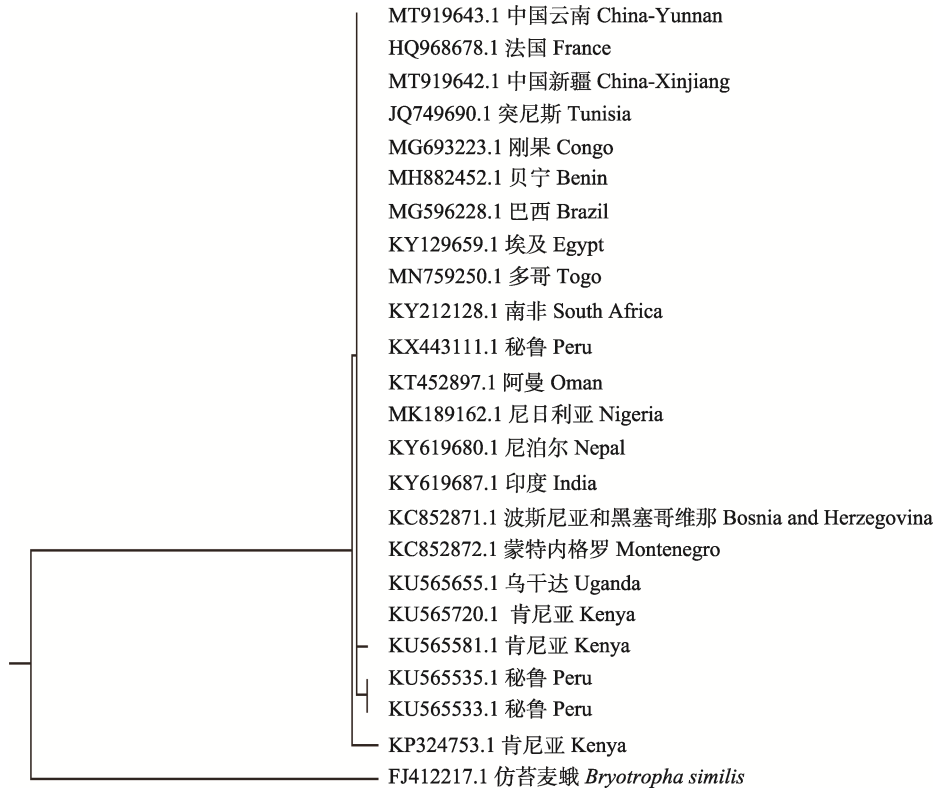 MT919643.1 中国云南 China-Yunnan
HQ968678.1 法国 France
MT919642.1 中国新疆 China-Xinjiang
JQ749690.1 突尼斯 Tunisia
MG693223.1 刚果 Congo
MH882452.1 贝宁 Benin
MG596228.1 巴西 Brazil
KY129659.1 埃及 Egypt
MN759250.1 多哥 Togo
KY212128.1 南非 South Africa
KX443111.1 秘鲁 Peru
KT452897.1 阿曼 Oman
MK189162.1 尼日利亚 Nigeria
KY619680.1 尼泊尔 Nepal
KY619687.1 印度 India
KC852871.1 波斯尼亚和黑塞哥维那 Bosnia and Herzegovina
KC852872.1 蒙特内格罗 Montenegro
KU565655.1 乌干达 Uganda
KU565720.1 肯尼亚 Kenya
KU565581.1 肯尼亚 Kenya
KU565535.1 秘鲁 Peru
KU565533.1 秘鲁 Peru
KP324753.1 肯尼亚 Kenya
FJ412217.1 仿苔麦蛾 Bryotropha similis